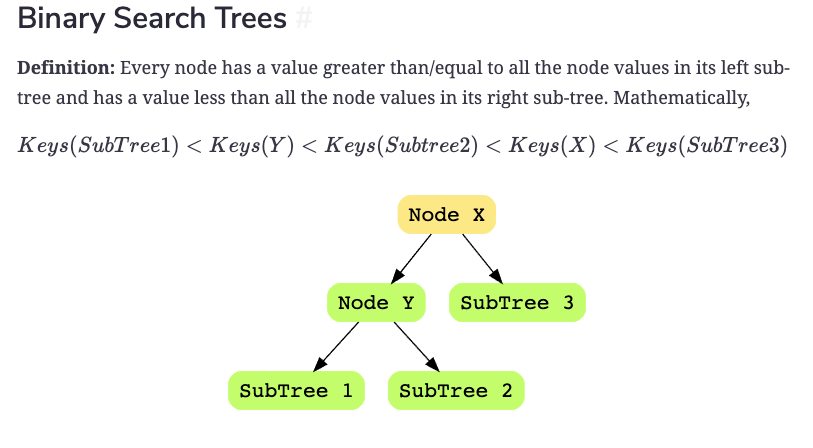 Binary Search Trees #
Definition: Every node has a value greater than/equal to all the node values in its left sub-
tree and has a value less than all the node values in its right sub-tree. Mathematically,
Keys(SubTree1) < Keys(Y) < Keys(Subtree2) < Keys(X) < Keys(SubTree3)
Node X
Node Y
SubTree 3
SubTree 1
SubTree 2